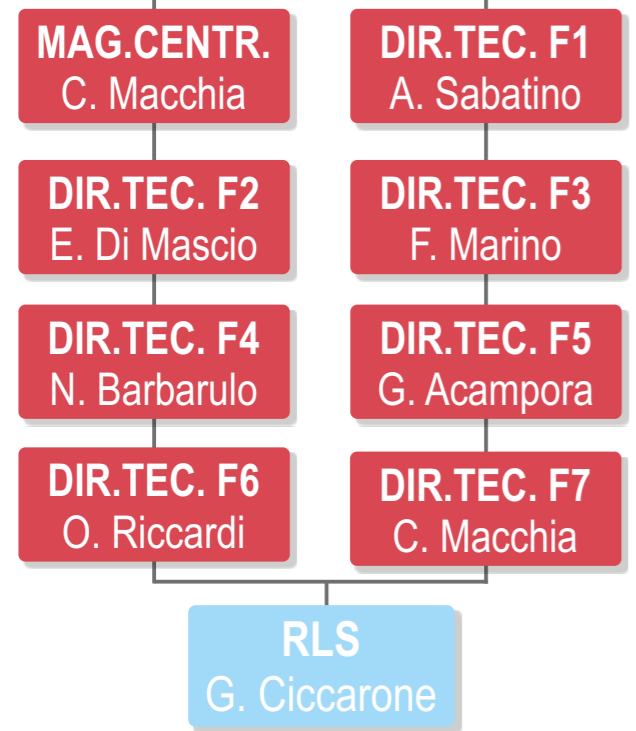 MAG.CENTR.
C. Macchia
DIR.TEC. F1
A. Sabatino
DIR.TEC. F2
E. Di Mascio
DIR.TEC. F3
F. Marino
DIR.TEC. F4
N. Barbarulo
DIR.TEC. F5
G. Acampora
DIR.TEC. F6
O. Riccardi
DIR.TEC. F7
C. Macchia
RLS
G. Ciccarone